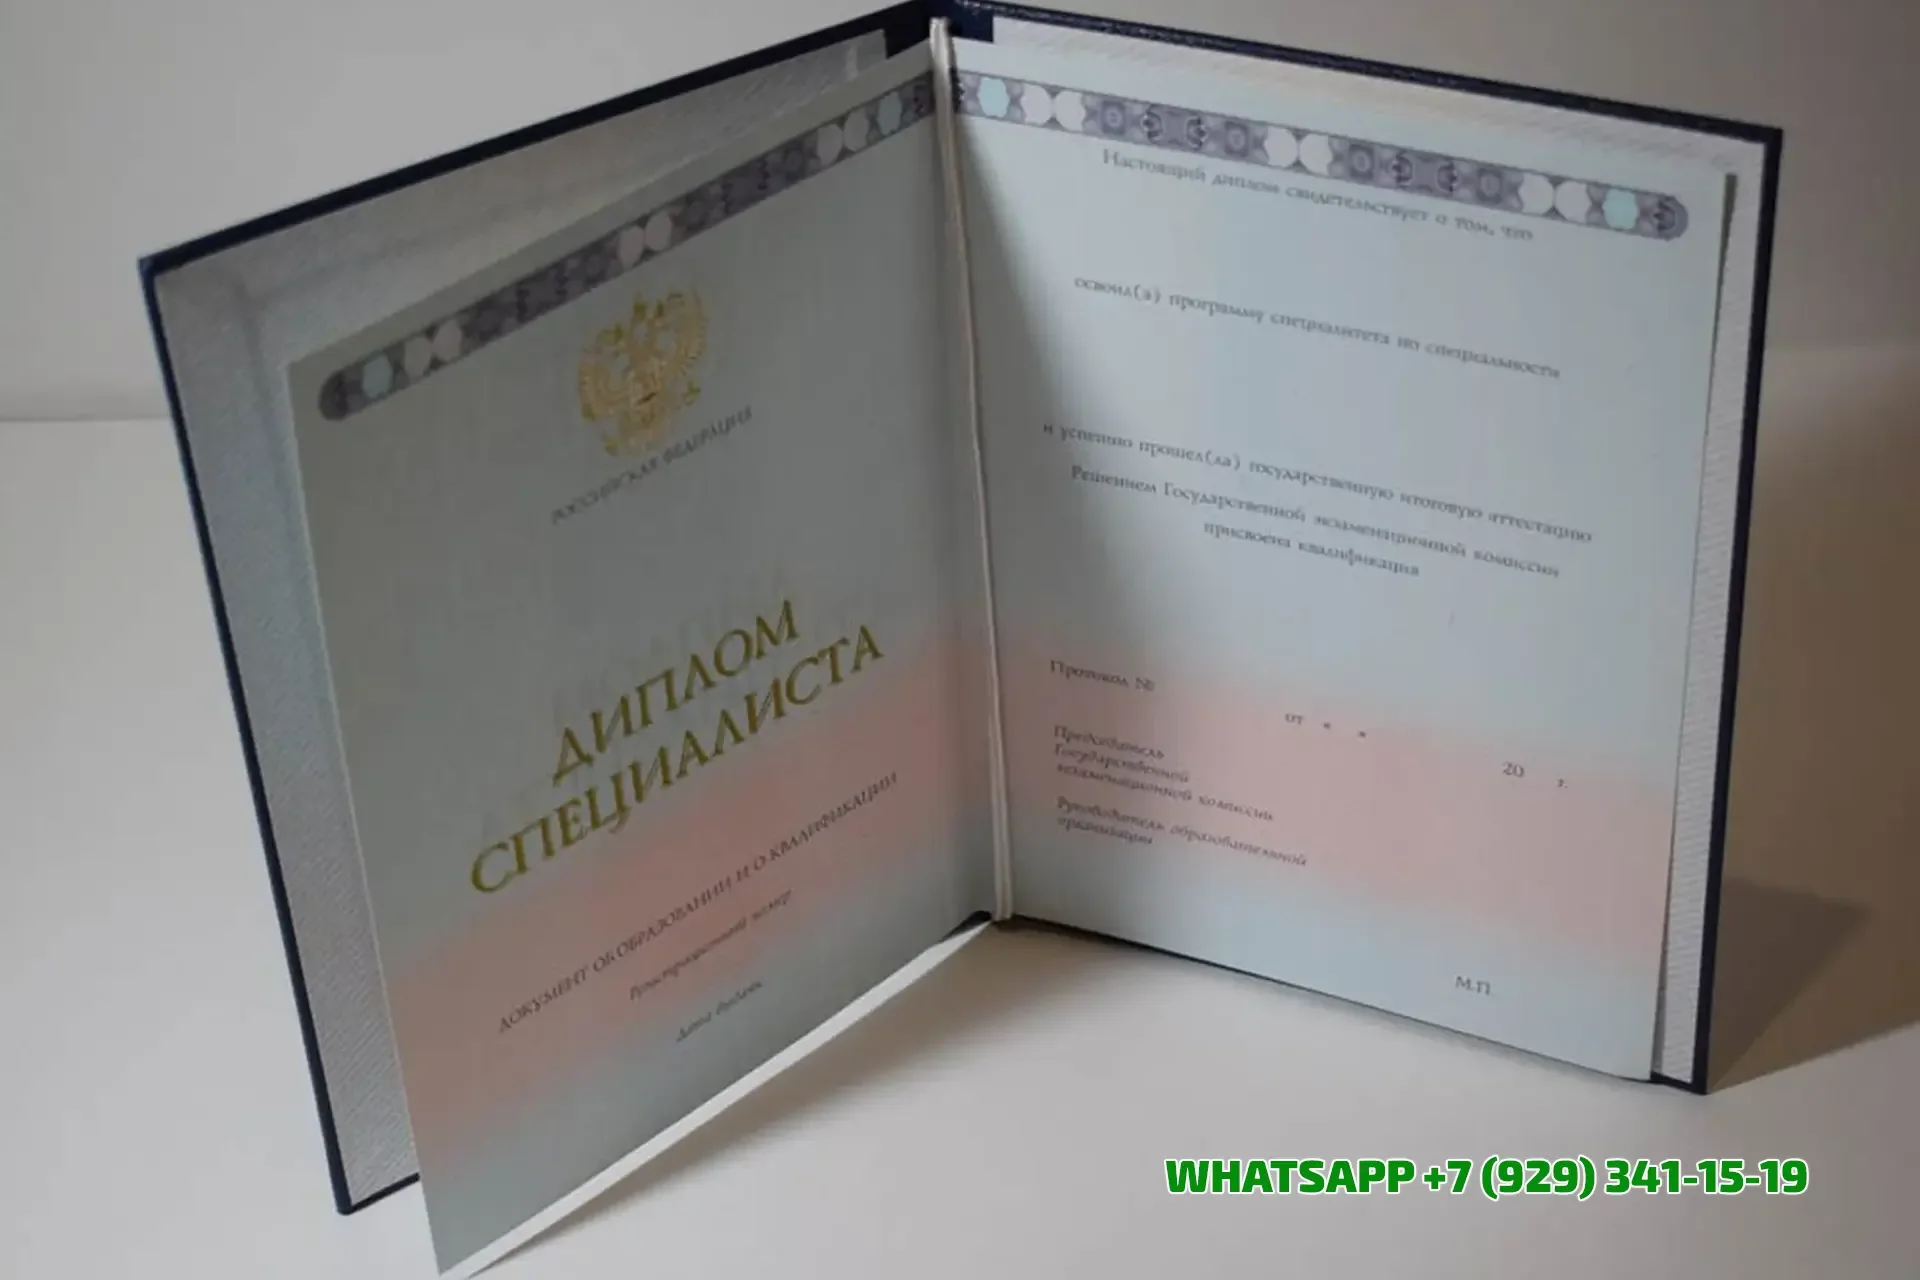 РОССИЙСКАЯ ФЕДЕРАЦИЯ
ДИПЛОМ
СПЕЦИАЛИСТА
ДОКУМЕНТ ОБ ОБРАЗОВАНИИ И О КВАЛИФИКАЦИИ
Регистрационный номер
Дата выдачи
Настоящий диплом свидетельствует о том, что
освоил(а) программу специалитета по специальности
и успешно прошел(ла) государственную итоговую аттестацию
Решением Государственной экзаменационной комиссии
присвоена квалификация
Протокол №
от « »
20 г.
Председатель
Государственной
экзаменационной комиссии
Руководитель образовательной
организации
М.П.
WHATSAPP +7 (929) 341-15-19